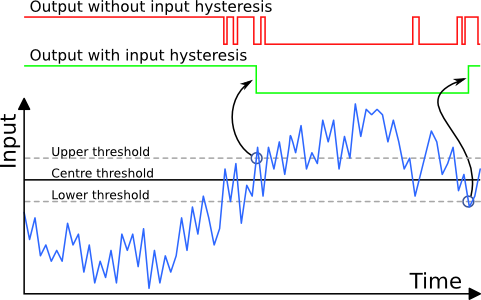 Output without input hysteresis
Output with input hysteresis
Input
Upper threshold
Centre threshold
Lower threshold
Time